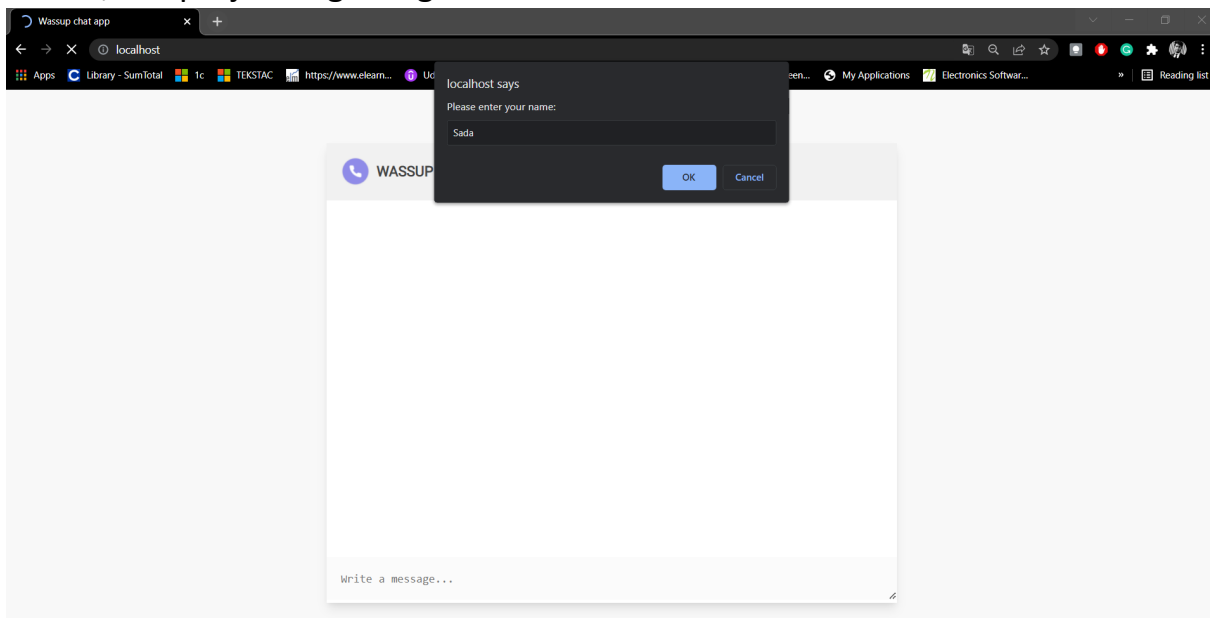 Wassup chat app
localhost
Apps Library - SumTotal 1c TEKSTAC https://www.elearn... My Applications Electronics Softwar... » Reading list
localhost says
Please enter your name:
Sada
OK Cancel
WASSUP
Write a message...